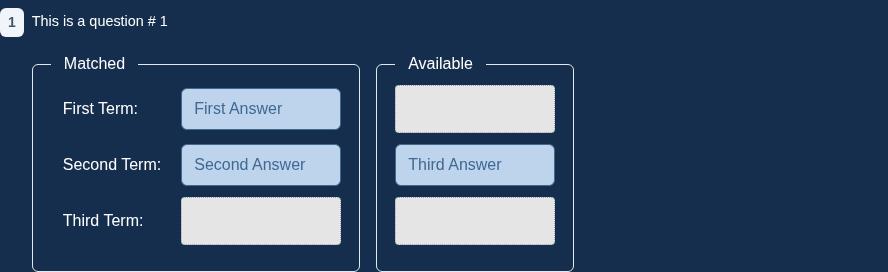 1 This is a question # 1
Matched
Available
First Term: First Answer
Second Term: Second Answer
Third Answer
Third Term: